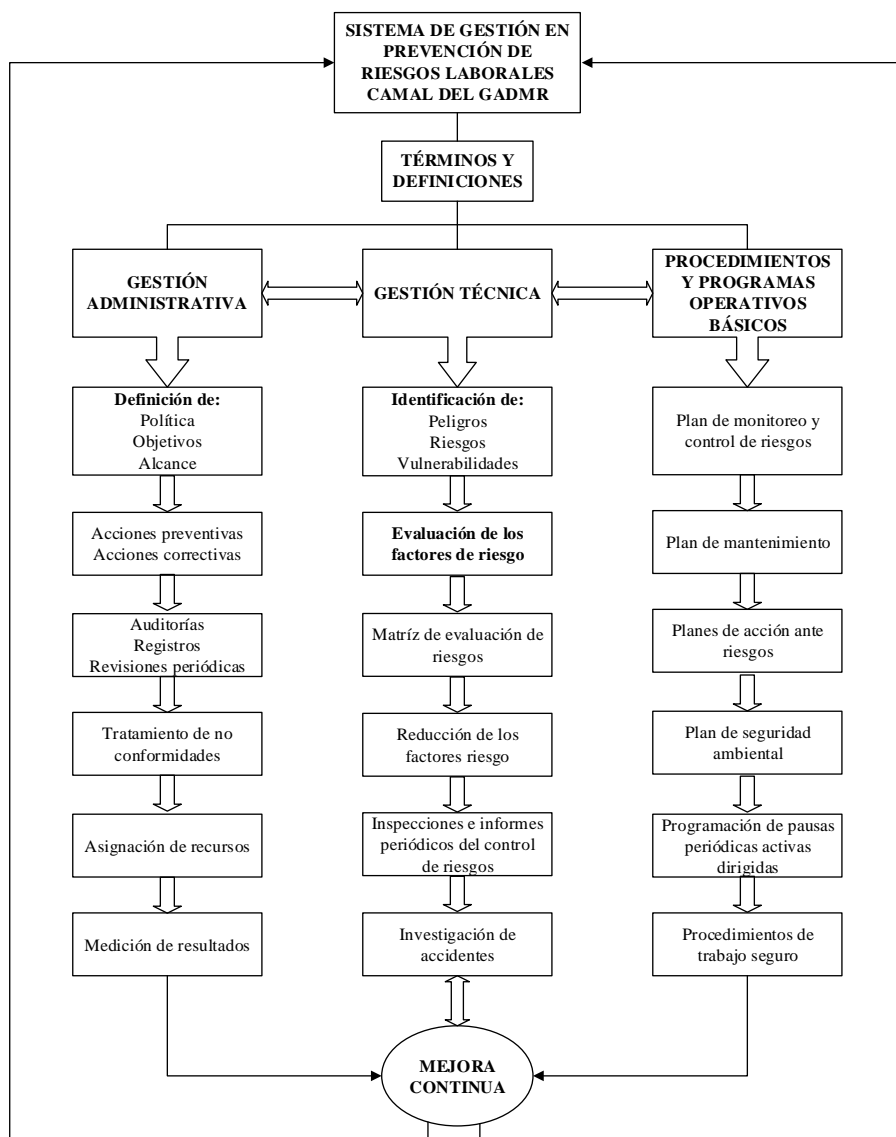 SISTEMA DE GESTIÓN EN
PREVENCIÓN DE
RIESGOS LABORALES
CAMAL DEL GADMR
TÉRMINOS Y
DEFINICIONES
GESTIÓN
ADMINISTRATIVA
GESTIÓN TÉCNICA
PROCEDIMIENTOS
Y PROGRAMAS
OPERATIVOS
BÁSICOS
Definición de:
Política
Objetivos
Alcance
Identificación de:
Peligros
Riesgos
Vulnerabilidades
Plan de monitoreo y
control de riesgos
Acciones preventivas
Acciones correctivas
Evaluación de los
factores de riesgo
Plan de mantenimiento
Auditorías
Registros
Revisiones periódicas
Matríz de evaluación de
riesgos
Planes de acción ante
riesgos
Tratamiento de no
conformidades
Reducción de los
factores riesgo
Plan de seguridad
ambiental
Asignación de recursos
Inspecciones e informes
periódicos del control
de riesgos
Programación de pausas
periódicas activas
dirigidas
Medición de resultados
Investigación de
accidentes
Procedimientos de
trabajo seguro
MEJORA
CONTINUA